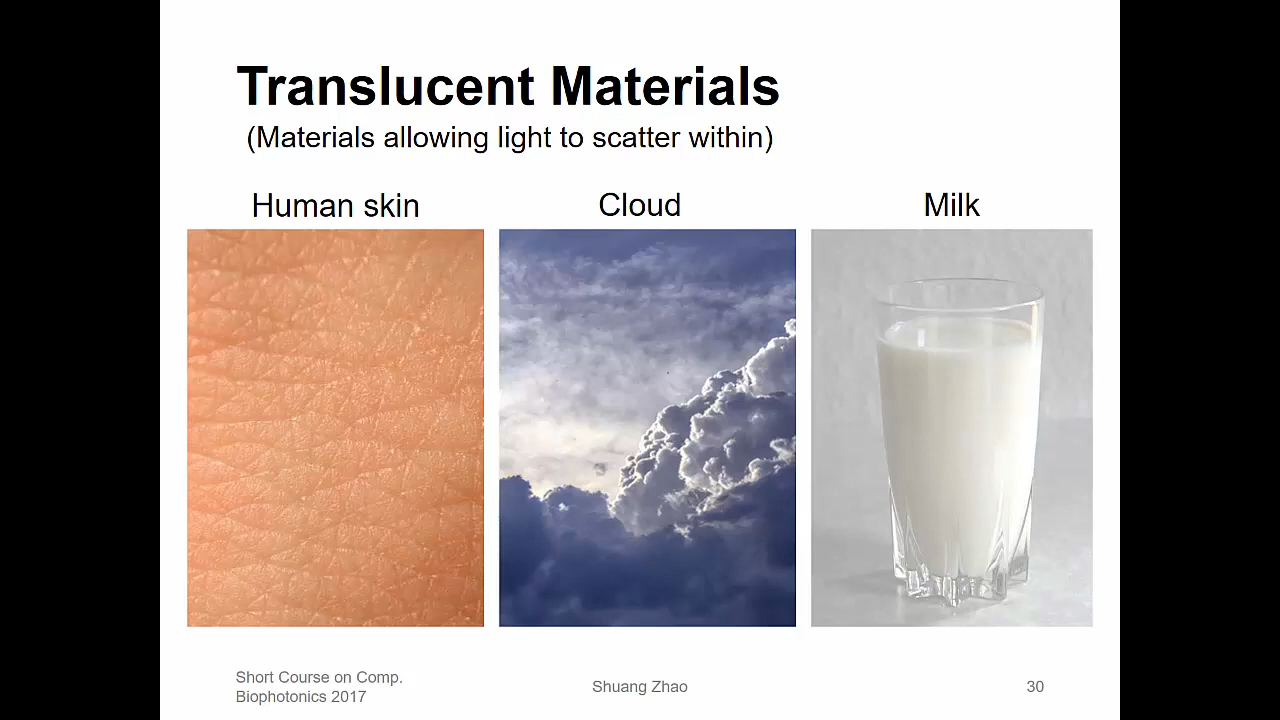 Translucent Materials
(Materials allowing light to scatter within)
Human skin
Cloud
Milk
Short Course on Comp.
Biophotonics 2017
Shuang Zhao
30